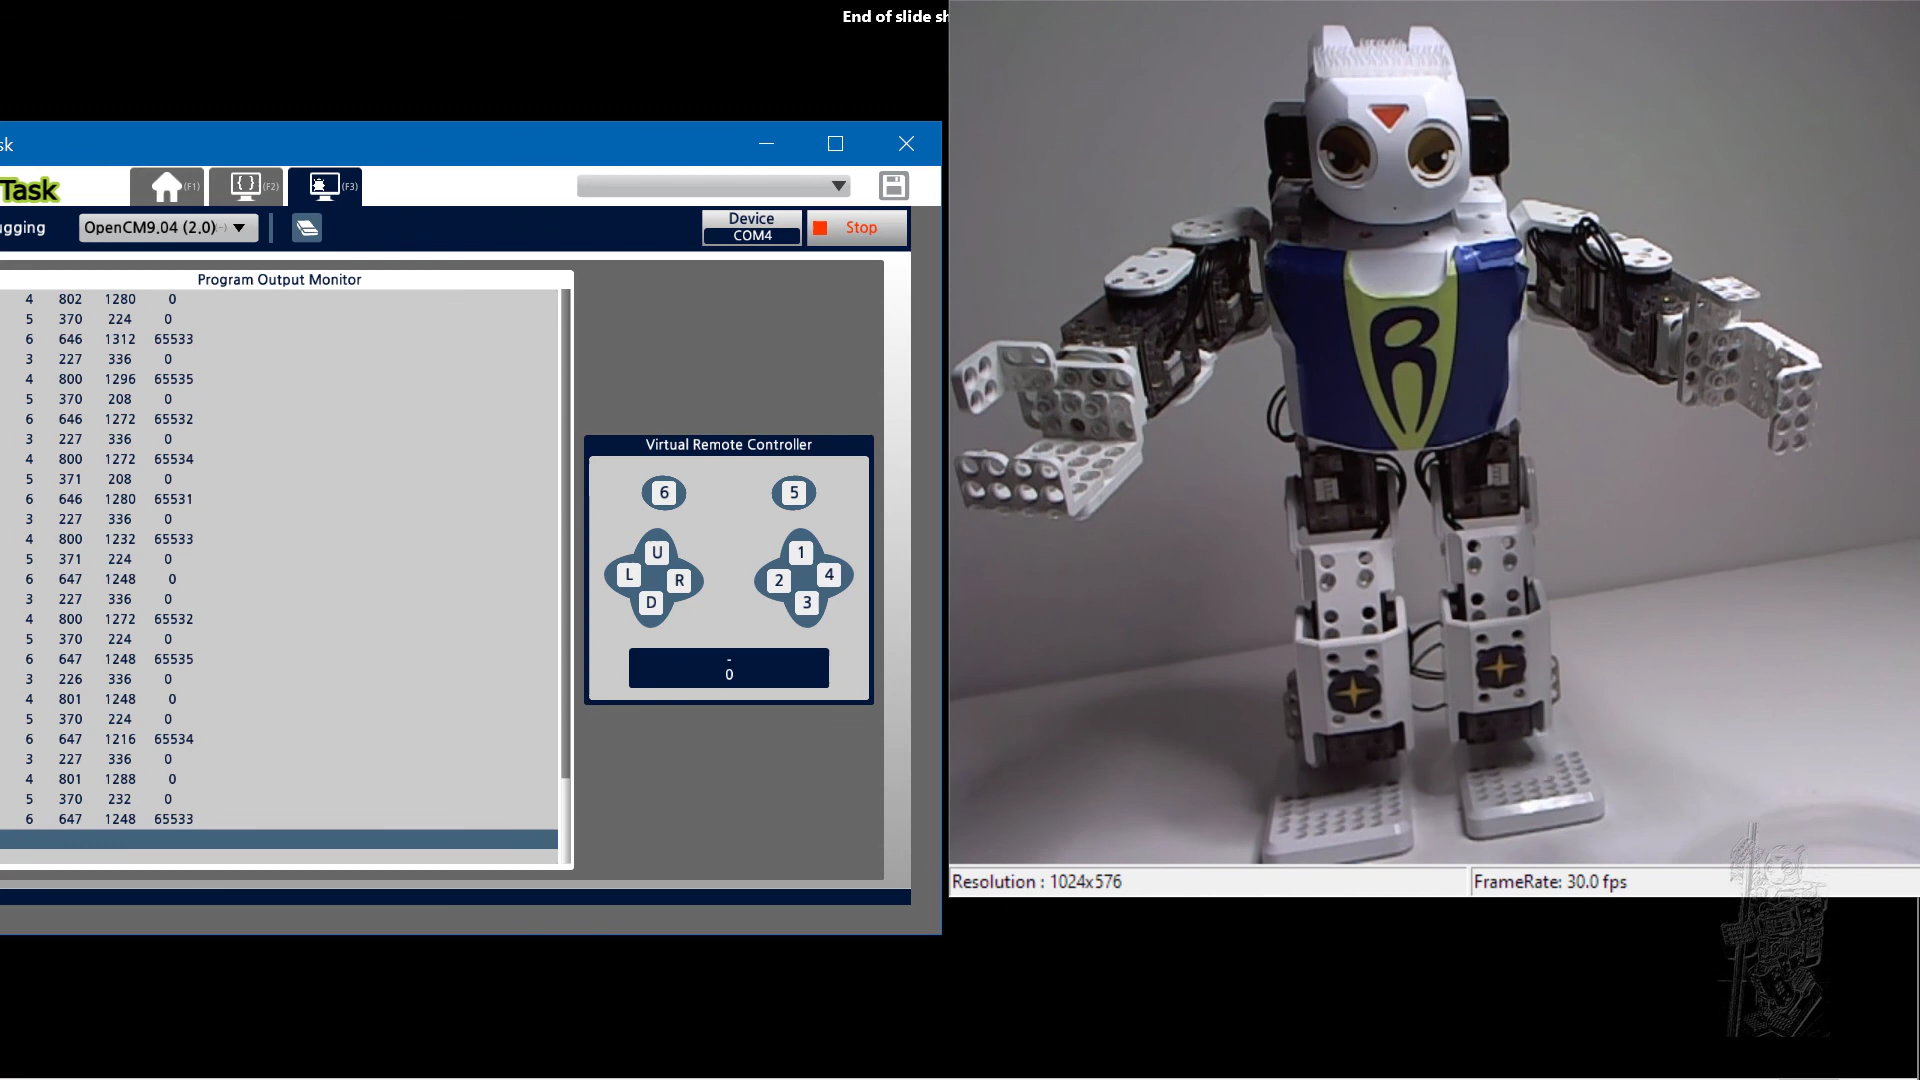 End of slide sh
sk
Task
(F1)
(F2)
(F3)
ugging
OpenCM9.04 (2.0)(-)
Device
COM4
Stop
Program Output Monitor
4 802 1280 0
5 370 224 0
6 646 1312 65533
3 227 336 0
4 800 1296 65535
5 370 208 0
6 646 1272 65532
3 227 336 0
4 800 1272 65534
5 371 208 0
6 646 1280 65531
3 227 336 0
4 800 1232 65533
5 371 224 0
6 647 1248 0
3 227 336 0
4 800 1272 65532
5 370 224 0
6 647 1248 65535
3 226 336 0
4 801 1248 0
5 370 224 0
6 647 1216 65534
3 227 336 0
4 801 1288 0
5 370 232 0
6 647 1248 65533
Virtual Remote Controller
6 5
U 1
L R 2 4
D 3
-
0
R
Resolution : 1024x576
FrameRate: 30.0 fps